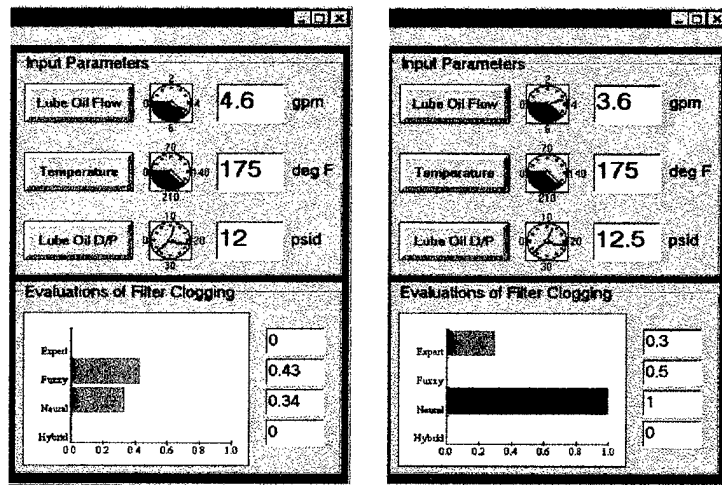 Input Parameters
Lube Oil Flow
2
0
4
6
4.6
gpm
Temperature
70
0
140
210
175
deg F
Lube Oil D/P
10
0
20
30
12
psid
Evaluations of Filter Clogging
Expert
Fuzzy
Neural
Hybrid
0.0 0.2 0.4 0.6 0.8 1.0
0
0.43
0.34
0
Input Parameters
Lube Oil Flow
2
0
4
6
3.6
gpm
Temperature
70
0
140
210
175
deg F
Lube Oil D/P
10
0
20
30
12.5
psid
Evaluations of Filter Clogging
Expert
Fuzzy
Neural
Hybrid
0.0 0.2 0.4 0.6 0.8 1.0
0.3
0.5
1
0